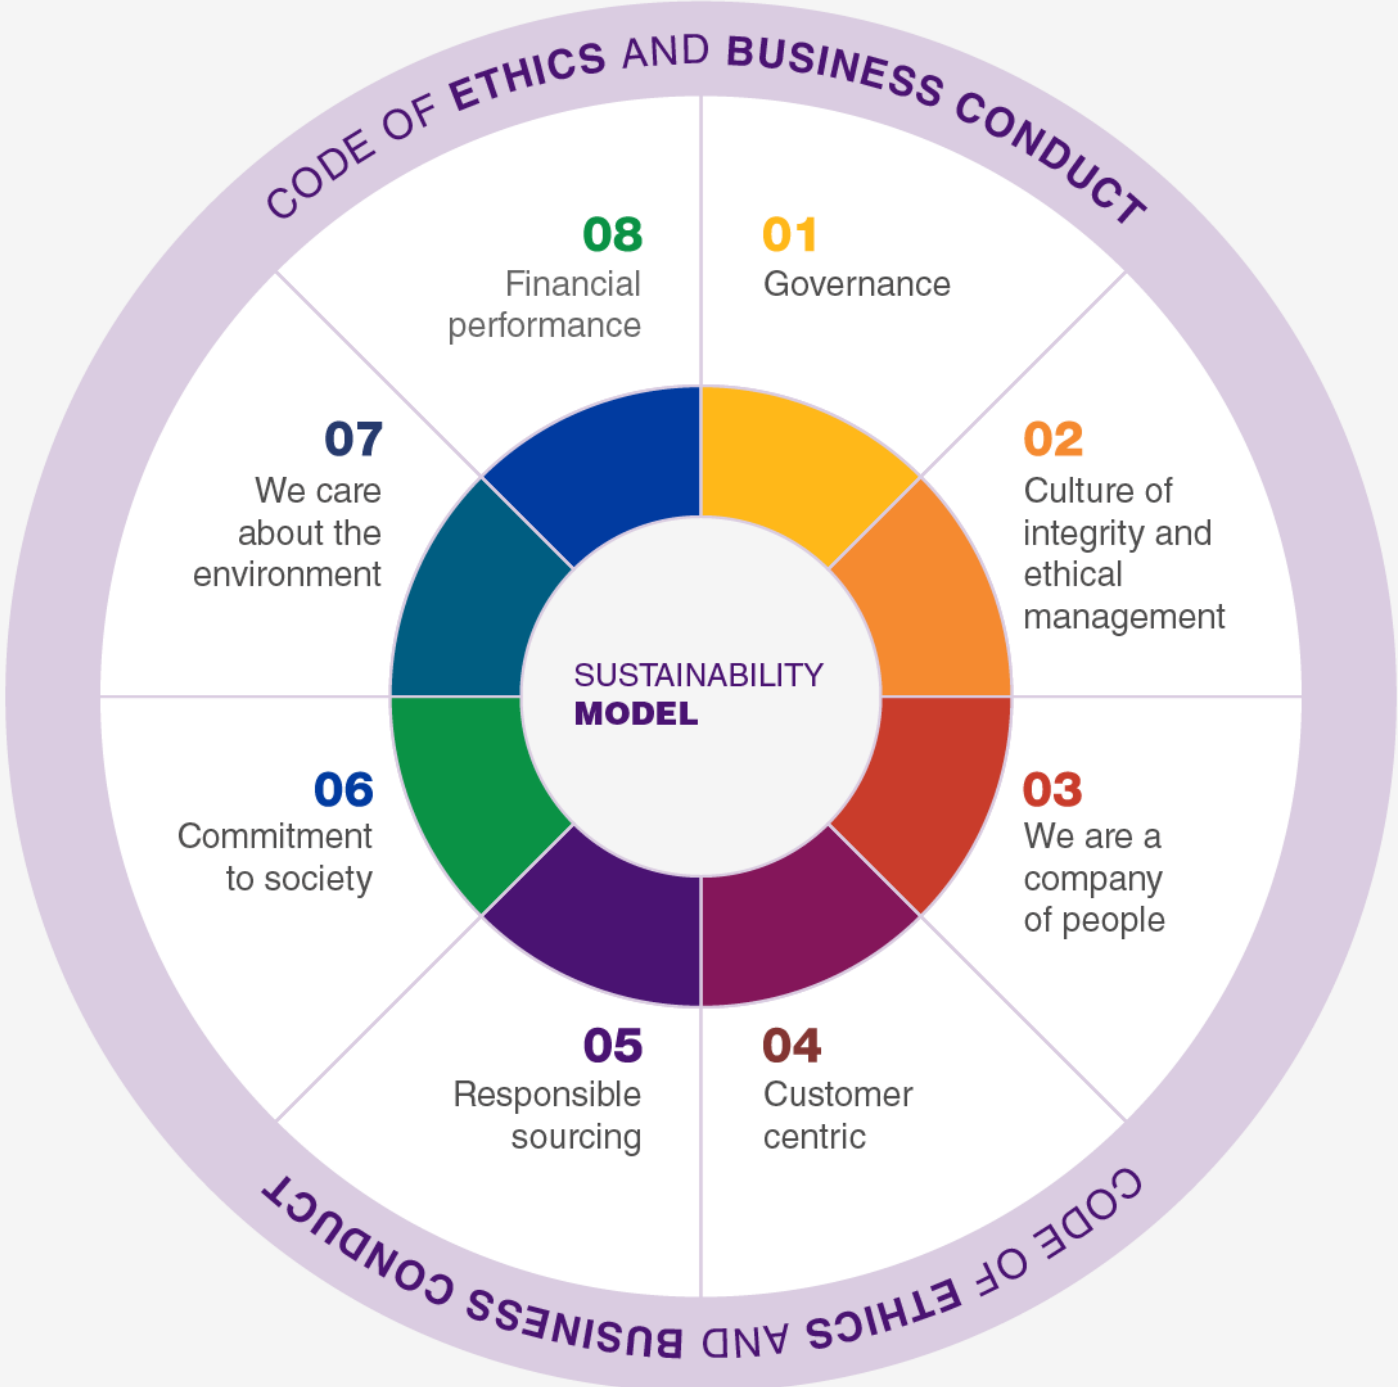 CODE OF ETHICS AND BUSINESS CONDUCT
08
Financial
performance
01
Governance
07
We care
about the
environment
02
Culture of
integrity and
ethical
management
SUSTAINABILITY
MODEL
06
Commitment
to society
03
We are a
company
of people
05
Responsible
sourcing
04
Customer
centric
CODE OF ETHICS AND BUSINESS CONDUCT